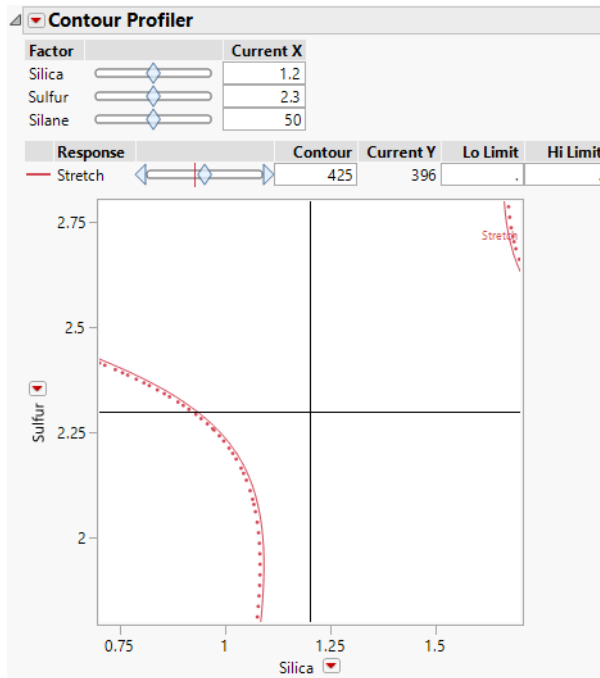 Contour Profiler
Factor Current X
Silica 1.2
Sulfur 2.3
Silane 50
Response Contour Current Y Lo Limit Hi Limit
Stretch 425 396 . .
2.75
Stretch
2.5
Sulfur
2.25
2
0.75 1 1.25 1.5
Silica